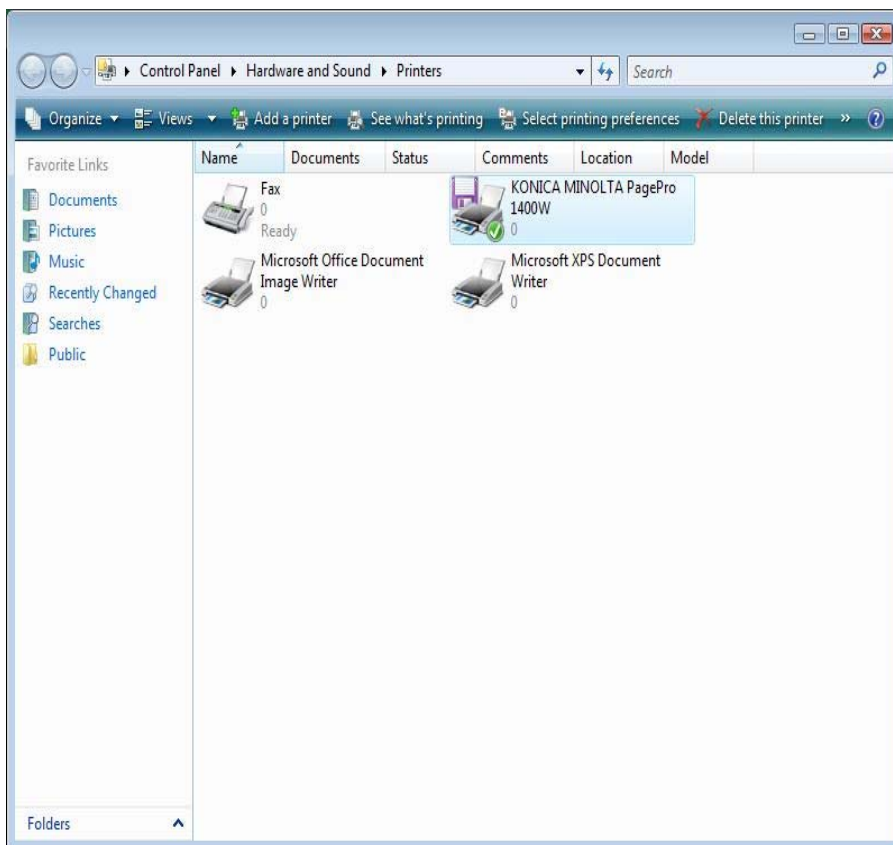 Control Panel Hardware and Sound Printers Search
Organize Views Add a printer See what's printing Select printing preferences Delete this printer » ?
Favorite Links
Documents
Pictures
Music
Recently Changed
Searches
Public
Folders
Name Documents Status Comments Location Model
Fax
0
Ready
KONICA MINOLTA PagePro
1400W
0
Microsoft Office Document
Image Writer
0
Microsoft XPS Document
Writer
0